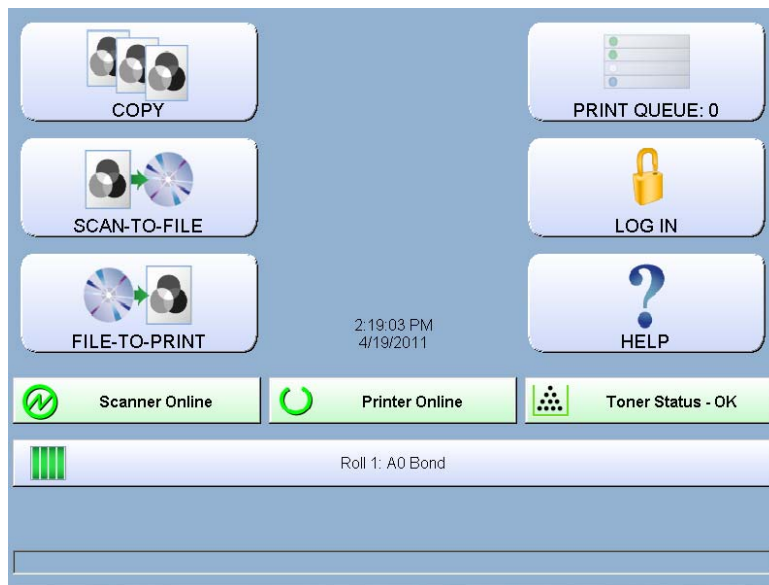 COPY
PRINT QUEUE: 0
SCAN-TO-FILE
LOG IN
FILE-TO-PRINT
2:19:03 PM
4/19/2011
HELP
Scanner Online
Printer Online
Toner Status - OK
Roll 1: A0 Bond